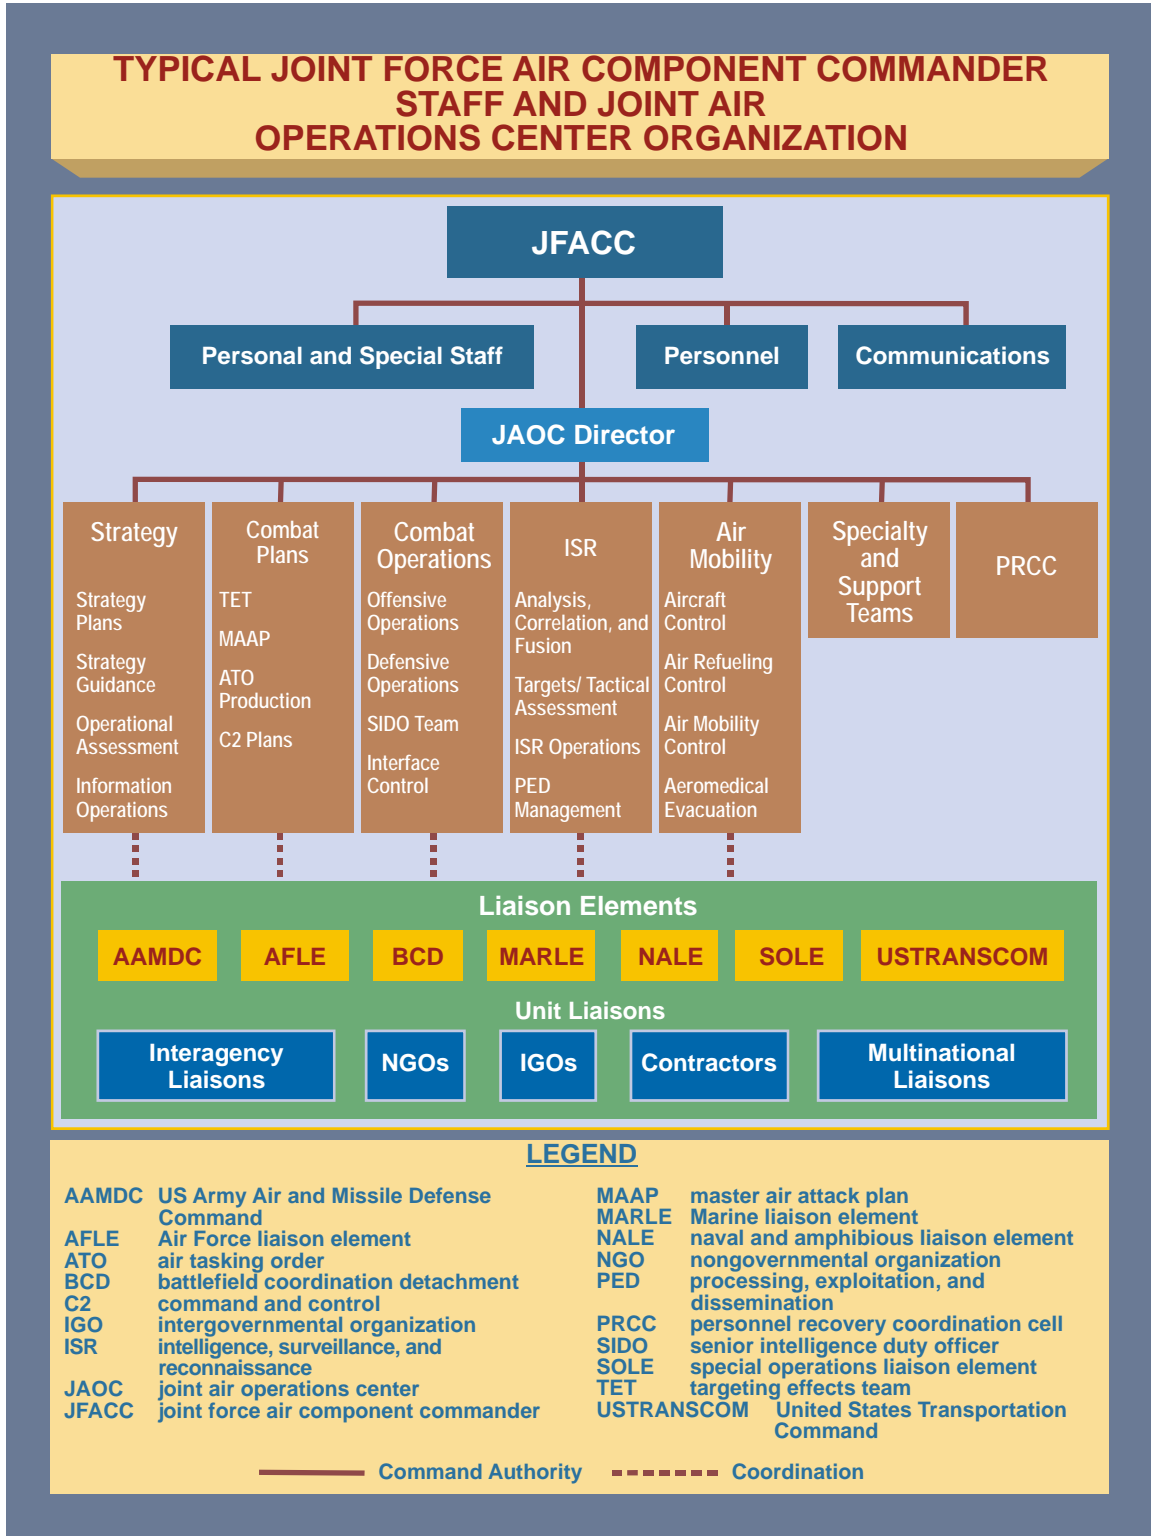 TYPICAL JOINT FORCE AIR COMPONENT COMMANDER
STAFF AND JOINT AIR
OPERATIONS CENTER ORGANIZATION
JFACC
Personal and Special Staff
Personnel
Communications
JAOC Director
Strategy
Strategy
Plans
Strategy
Guidance
Operational
Assessment
Information
Operations
Combat
Plans
TET
MAAP
ATO
Production
C2 Plans
Combat
Operations
Offensive
Operations
Defensive
Operations
SIDO Team
Interface
Control
ISR
Analysis,
Correlation, and
Fusion
Targets/ Tactical
Assessment
ISR Operations
PED
Management
Air
Mobility
Aircraft
Control
Air Refueling
Control
Air Mobility
Control
Aeromedical
Evacuation
Specialty
and
Support
Teams
PRCC
Liaison Elements
AAMDC
AFLE
BCD
MARLE
NALE
SOLE
USTRANSCOM
Unit Liaisons
Interagency
Liaisons
NGOs
IGOs
Contractors
Multinational
Liaisons
LEGEND
AAMDC US Army Air and Missile Defense
Command
AFLE Air Force liaison element
ATO air tasking order
BCD battlefield coordination detachment
C2 command and control
IGO intergovernmental organization
ISR intelligence, surveillance, and
reconnaissance
JAOC joint air operations center
JFACC joint force air component commander
MAAP master air attack plan
MARLE Marine liaison element
NALE naval and amphibious liaison element
NGO nongovernmental organization
PED processing, exploitation, and
dissemination
PRCC personnel recovery coordination cell
SIDO senior intelligence duty officer
SOLE special operations liaison element
TET targeting effects team
USTRANSCOM United States Transportation
Command
Command Authority
Coordination